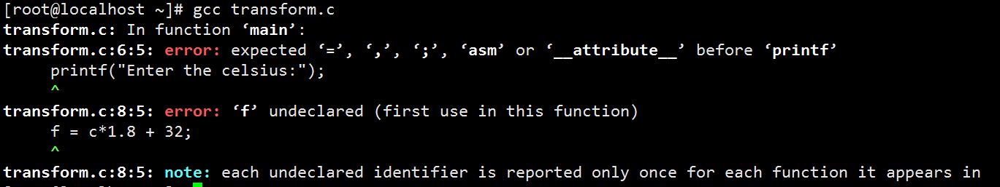 [root@localhost ~]# gcc transform.c
transform.c: In function ‘main’:
transform.c:6:5: error: expected ‘=’, ‘,’, ‘;’, ‘asm’ or ‘__attribute__’ before ‘printf’
     printf("Enter the celsius:");
     ^
transform.c:8:5: error: ‘f’ undeclared (first use in this function)
     f = c*1.8 + 32;
     ^
transform.c:8:5: note: each undeclared identifier is reported only once for each function it appears in